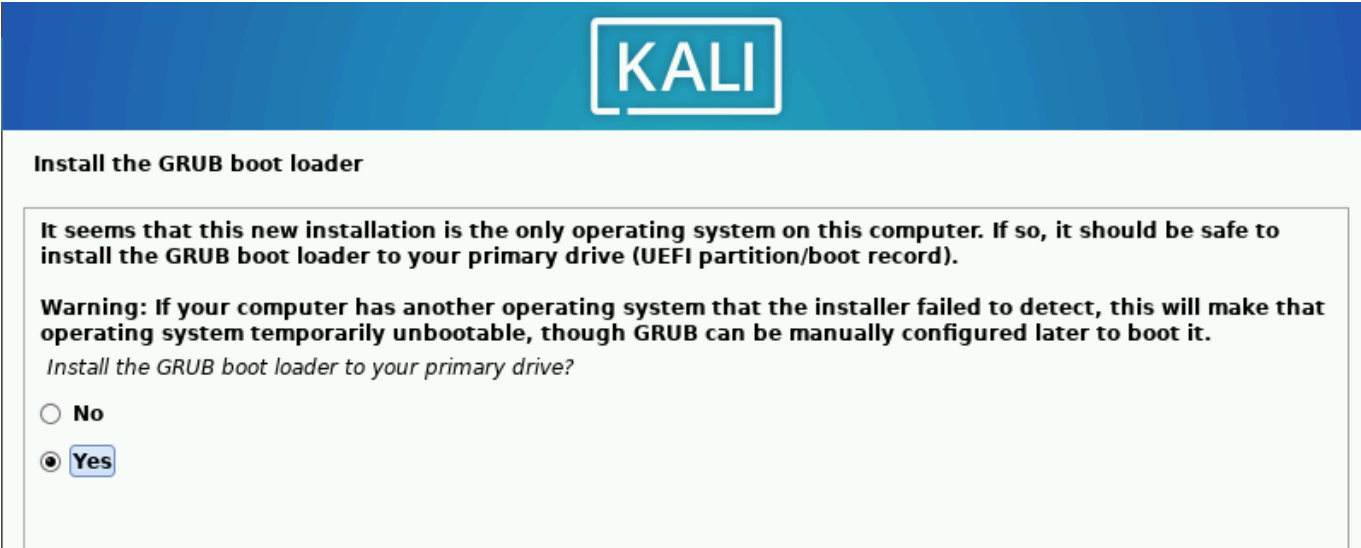 KALI
Install the GRUB boot loader
It seems that this new installation is the only operating system on this computer. If so, it should be safe to
install the GRUB boot loader to your primary drive (UEFI partition/boot record).
Warning: If your computer has another operating system that the installer failed to detect, this will make that
operating system temporarily unbootable, though GRUB can be manually configured later to boot it.
Install the GRUB boot loader to your primary drive?
No
Yes